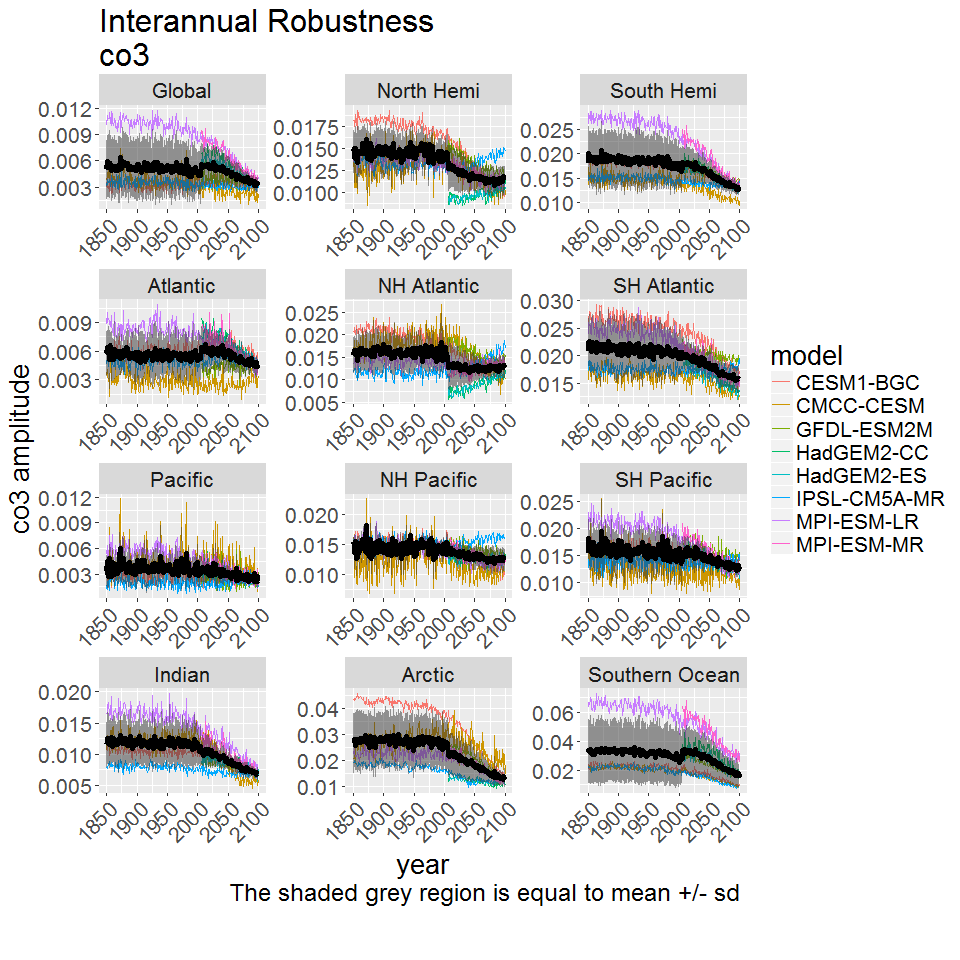 Interannual Robustness
co3
Global
North Hemi
South Hemi
0.012
0.009
0.006
0.003
0.0175
0.0150
0.0125
0.0100
0.025
0.020
0.015
0.010
1850 1900 1950 2000 2050 2100
1850 1900 1950 2000 2050 2100
1850 1900 1950 2000 2050 2100
Atlantic
NH Atlantic
SH Atlantic
0.009
0.006
0.003
0.025
0.020
0.015
0.010
0.005
0.030
0.025
0.020
0.015
1850 1900 1950 2000 2050 2100
1850 1900 1950 2000 2050 2100
1850 1900 1950 2000 2050 2100
Pacific
NH Pacific
SH Pacific
0.012
0.009
0.006
0.003
0.020
0.015
0.010
0.025
0.020
0.015
0.010
1850 1900 1950 2000 2050 2100
1850 1900 1950 2000 2050 2100
1850 1900 1950 2000 2050 2100
Indian
Arctic
Southern Ocean
0.020
0.015
0.010
0.005
0.04
0.03
0.02
0.01
0.06
0.04
0.02
1850 1900 1950 2000 2050 2100
1850 1900 1950 2000 2050 2100
1850 1900 1950 2000 2050 2100
co3 amplitude
year
The shaded grey region is equal to mean +/- sd
model
CESM1-BGC
CMCC-CESM
GFDL-ESM2M
HadGEM2-CC
HadGEM2-ES
IPSL-CM5A-MR
MPI-ESM-LR
MPI-ESM-MR